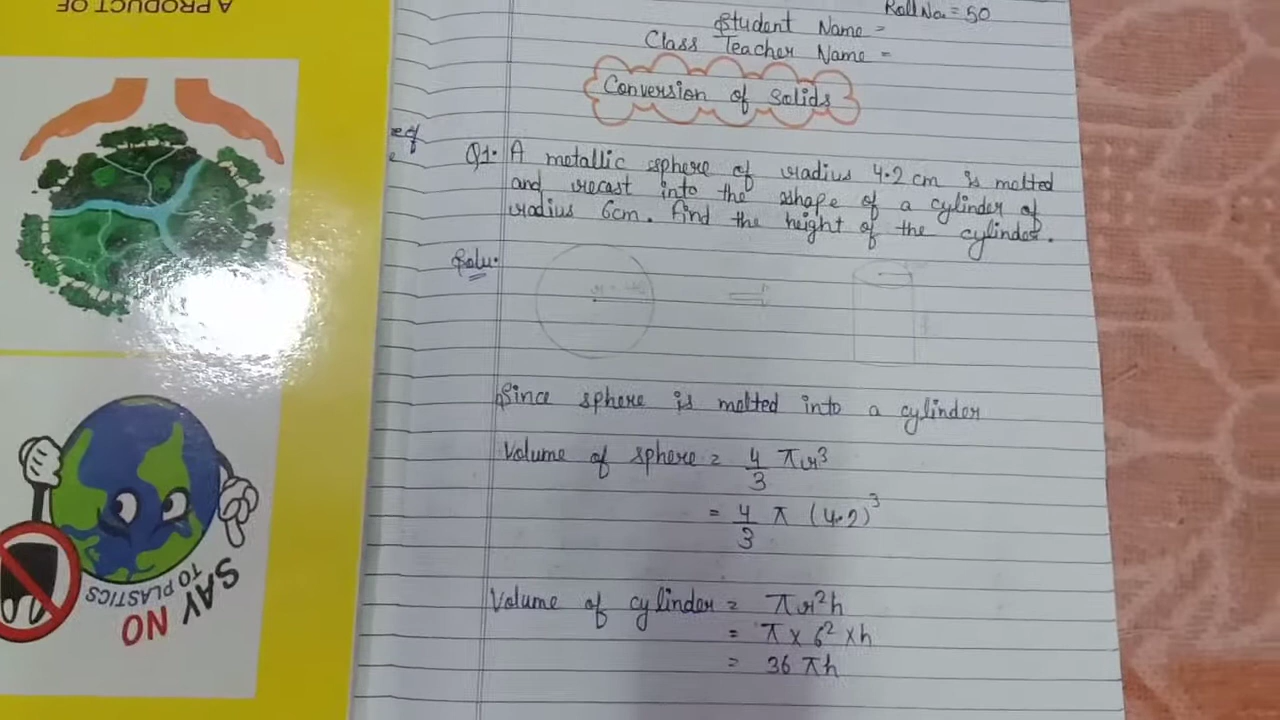 A PRODUCT OF
Roll No. = 50
Student Name =
Class Teacher Name =
Conversion of Solids
Q1. A metallic sphere of radius 4.2 cm is melted
and recast into the shape of a cylinder of
radius 6cm. Find the height of the cylinder.
Solu.
Since sphere is melted into a cylinder
Volume of sphere = 4/3 πr³
= 4/3 π (4.2)³
Volume of cylinder = πr²h
= π × 6² × h
= 36 πh
SAY NO
TO PLASTICS